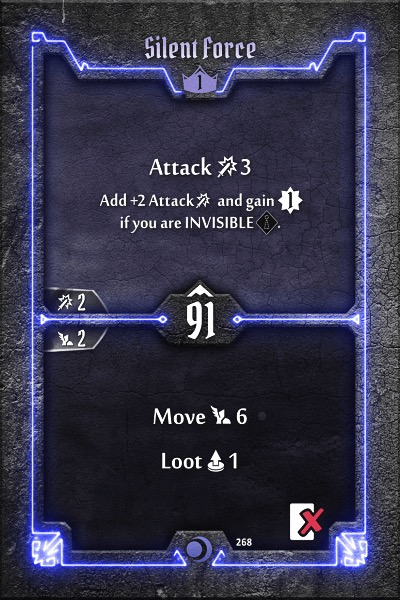 Silent Force
1
Attack 3
Add +2 Attack and gain 1
if you are INVISIBLE.
2
91
2
Move 6
Loot 1
268